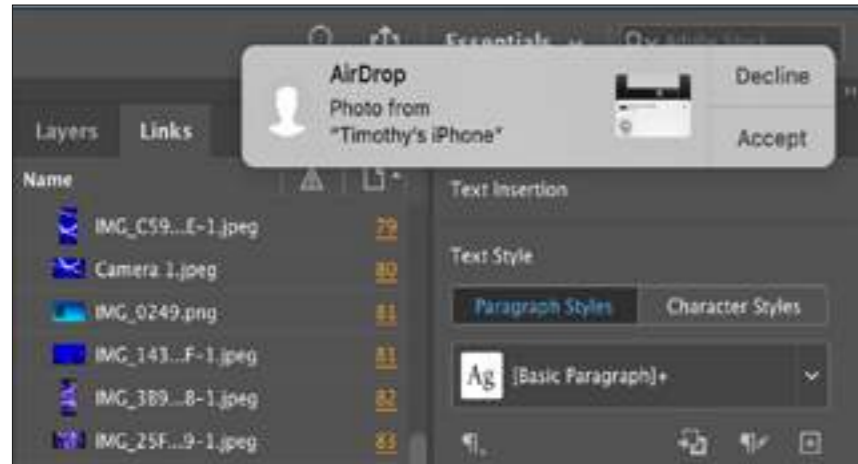 Essentials
AirDrop
Photo from
"Timothy's iPhone"
Decline
Accept
Layers
Links
Name
IMG_C59...E-1.jpeg
79
Camera 1.jpeg
80
IMG_0249.png
81
IMG_143...F-1.jpeg
81
IMG_3B9...8-1.jpeg
82
IMG_25F...9-1.jpeg
83
Text Insertion
Text Style
Paragraph Styles
Character Styles
Ag
[Basic Paragraph]+